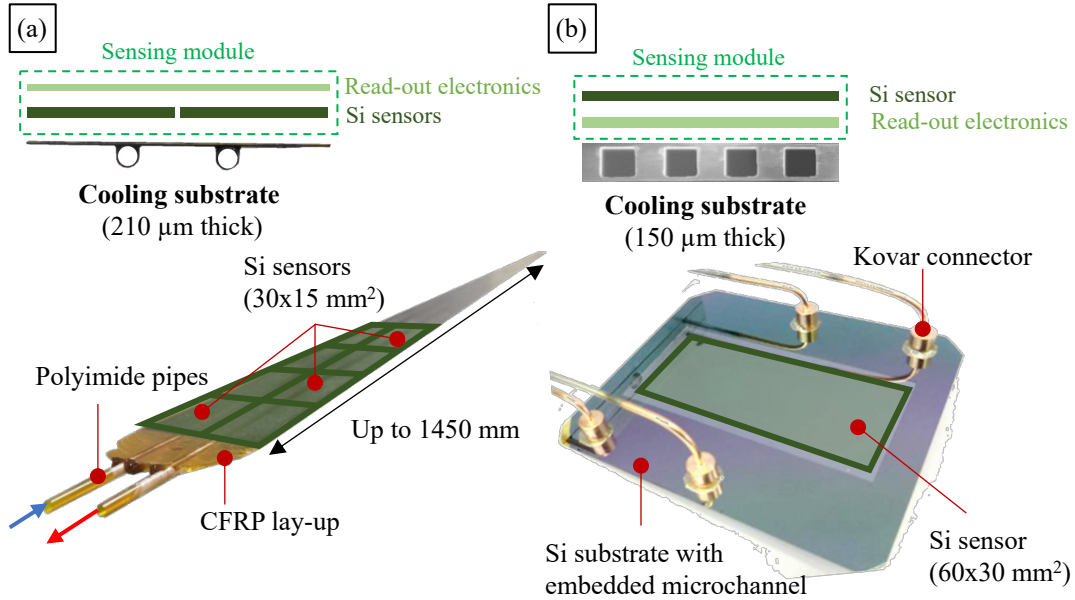 (a)
Sensing module
Read-out electronics
Si sensors
Cooling substrate
(210 µm thick)
Si sensors
(30x15 mm²)
Polyimide pipes
Up to 1450 mm
CFRP lay-up
(b)
Sensing module
Si sensor
Read-out electronics
Cooling substrate
(150 µm thick)
Kovar connector
Si substrate with
embedded microchannel
Si sensor
(60x30 mm²)